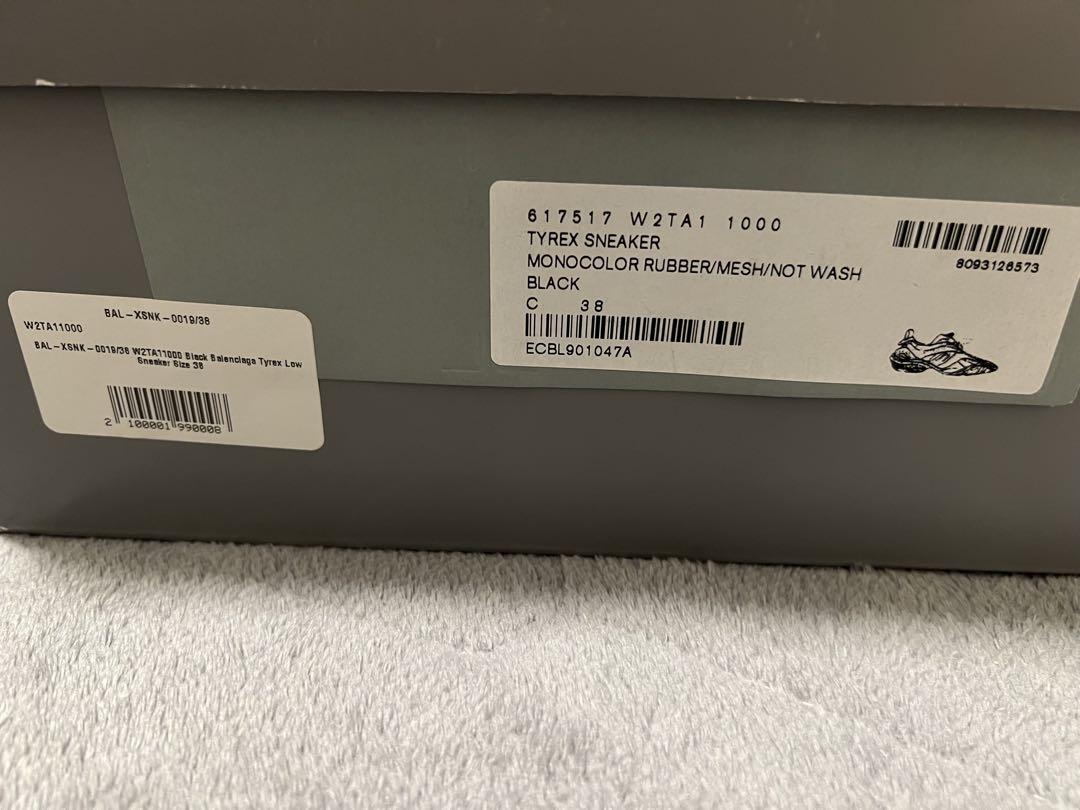 BAL-XSNK-0019/38
W2TA11000
BAL-XSNK-0019/38 W2TA11000 Black Balenciaga Tyrex Low
Sneaker Size 38
2 100001 990008
617517 W2TA1 1000
TYREX SNEAKER
MONOCOLOR RUBBER/MESH/NOT WASH
BLACK
C 38
ECBL901047A
8093126573